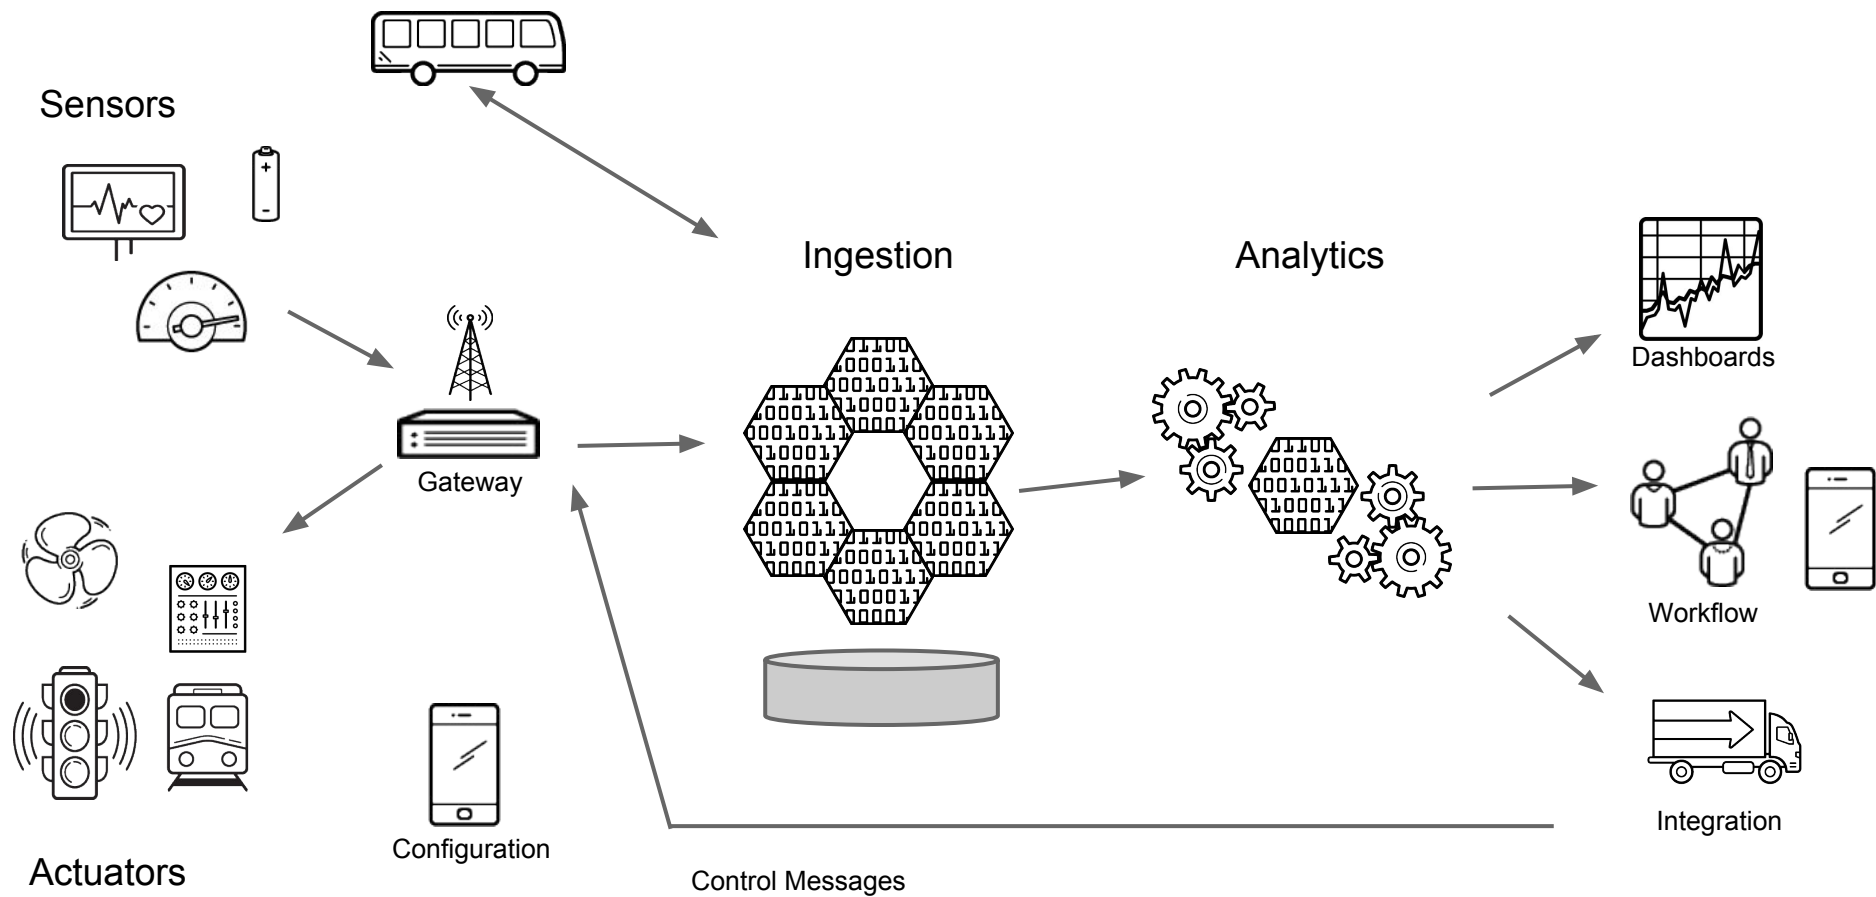 Sensors
Ingestion
Analytics
Dashboards
Gateway
Workflow
Integration
Configuration
Actuators
Control Messages